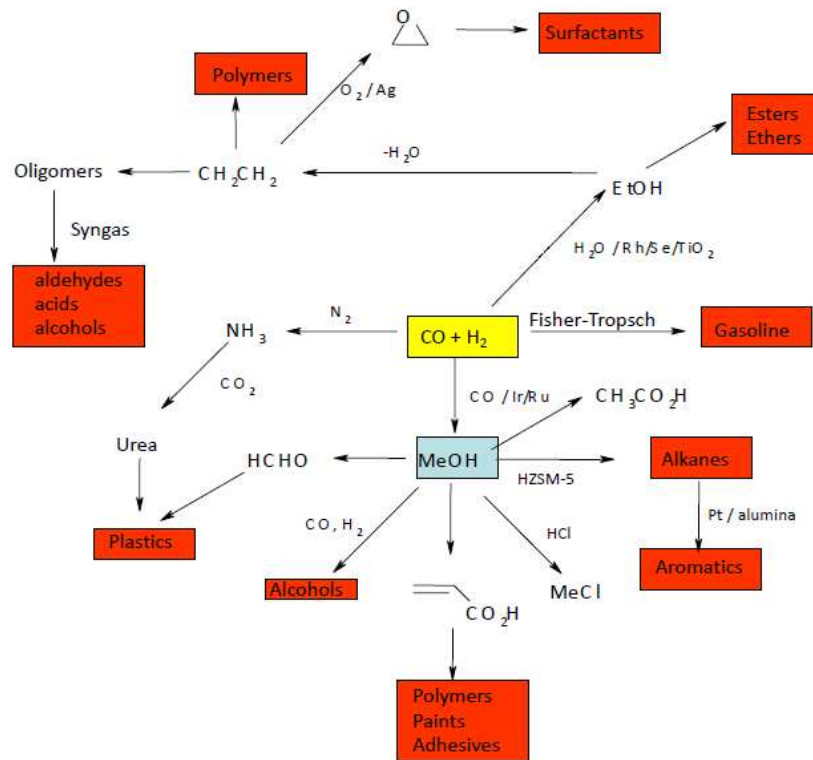 O
Surfactants
Polymers
O₂ / Ag
Esters
Ethers
-H₂O
Oligomers
CH₂CH₂
EtOH
Syngas
H₂O / Rh/Se/TiO₂
aldehydes
acids
alcohols
N₂
Fisher-Tropsch
NH₃
CO + H₂
Gasoline
CO₂
CO / Ir/Ru
CH₃CO₂H
Urea
HCHO
MeOH
Alkanes
HZSM-5
CO, H₂
HCl
Pt / alumina
Plastics
Alcohols
MeCl
Aromatics
CO₂H
Polymers
Paints
Adhesives